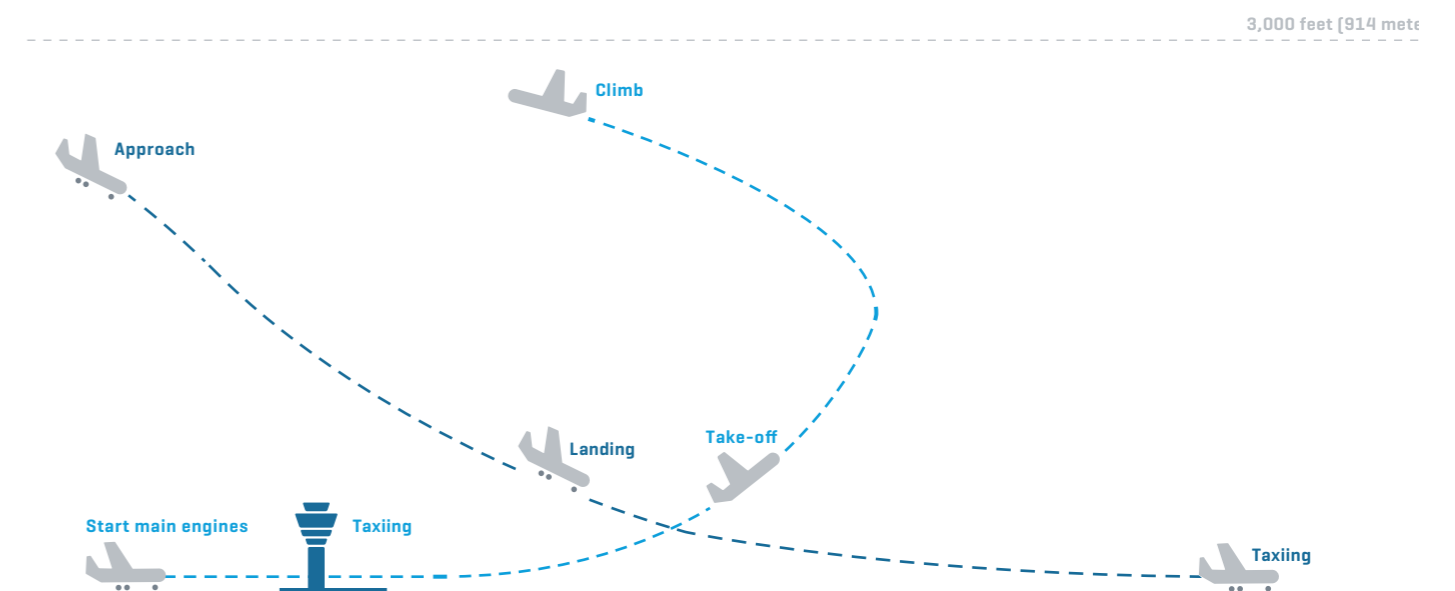 3,000 feet (914 mete
Climb
Approach
Take-off
Landing
Start main engines
Taxiing
Taxiing